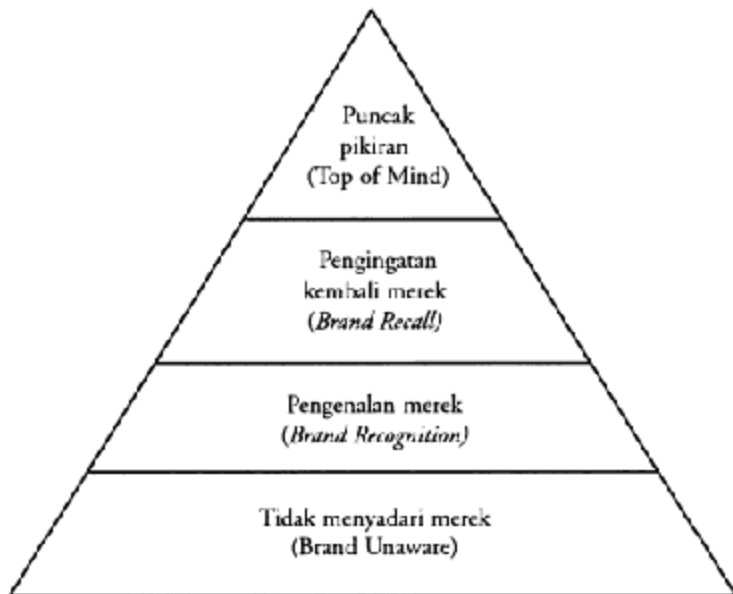 Puncak
pikiran
(Top of Mind)
Pengingatan
kembali merek
(Brand Recall)
Pengenalan merek
(Brand Recognition)
Tidak menyadari merek
(Brand Unaware)